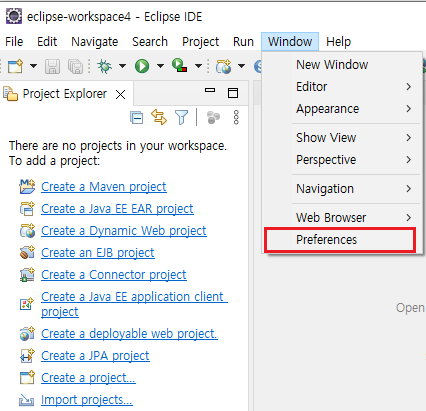 eclipse-workspace4 - Eclipse IDE
File Edit Navigate Search Project Run Window Help
New Window
Editor
Appearance
Show View
Perspective
Navigation
Web Browser
Preferences
Project Explorer
There are no projects in your workspace.
To add a project:
Create a Maven project
Create a Java EE EAR project
Create a Dynamic Web project
Create an EJB project
Create a Connector project
Create a Java EE application client
project
Create a deployable web project.
Create a JPA project
Create a project...
Import projects...
Open